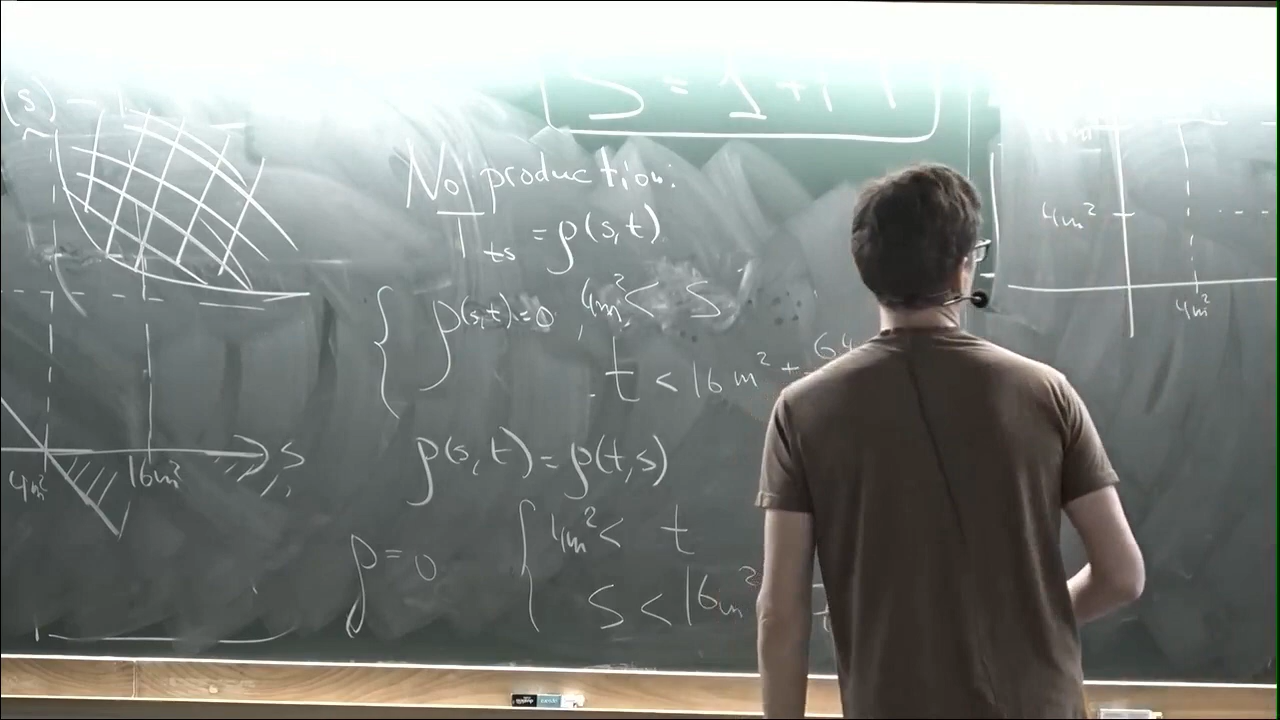 (s)
4m²
16m²
s
S = 1 +
No production:
T_ts = ρ(s,t)
ρ(s,t)=0 4m² < s
t < 16m² + 64
ρ(s,t) = ρ(t,s)
ρ = 0
4m² < t
s < 16m²
4m²
4m²